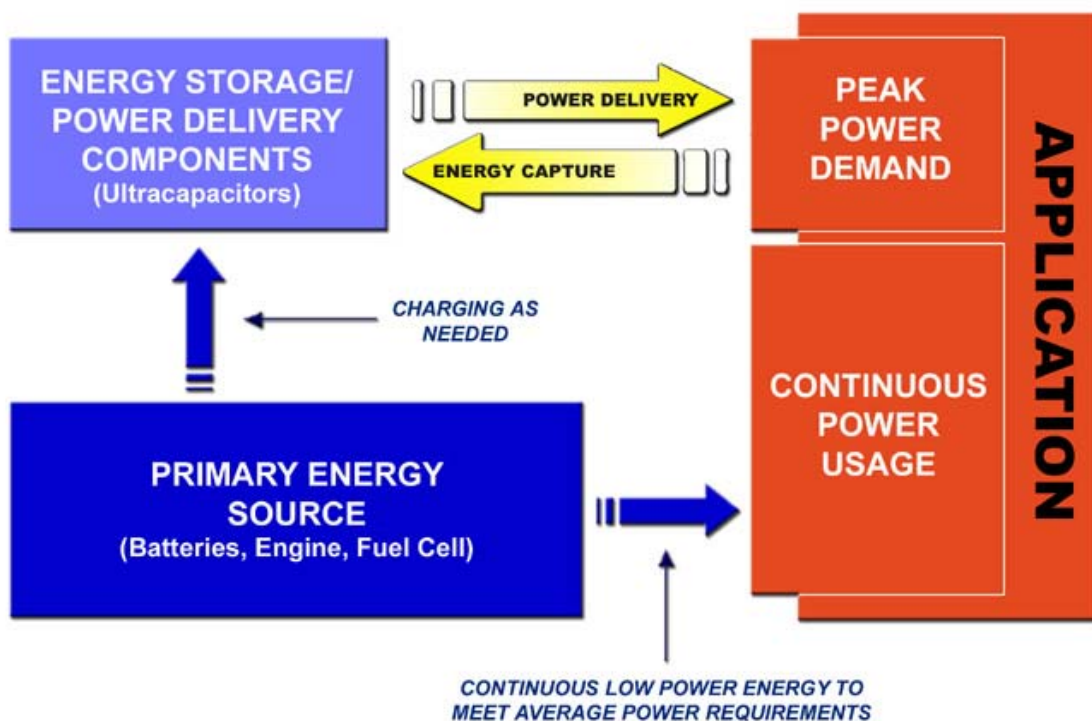 ENERGY STORAGE/
POWER DELIVERY
COMPONENTS
(Ultracapacitors)
POWER DELIVERY
ENERGY CAPTURE
PEAK
POWER
DEMAND
APPLICATION
CHARGING AS
NEEDED
CONTINUOUS
POWER
USAGE
PRIMARY ENERGY
SOURCE
(Batteries, Engine, Fuel Cell)
CONTINUOUS LOW POWER ENERGY TO
MEET AVERAGE POWER REQUIREMENTS